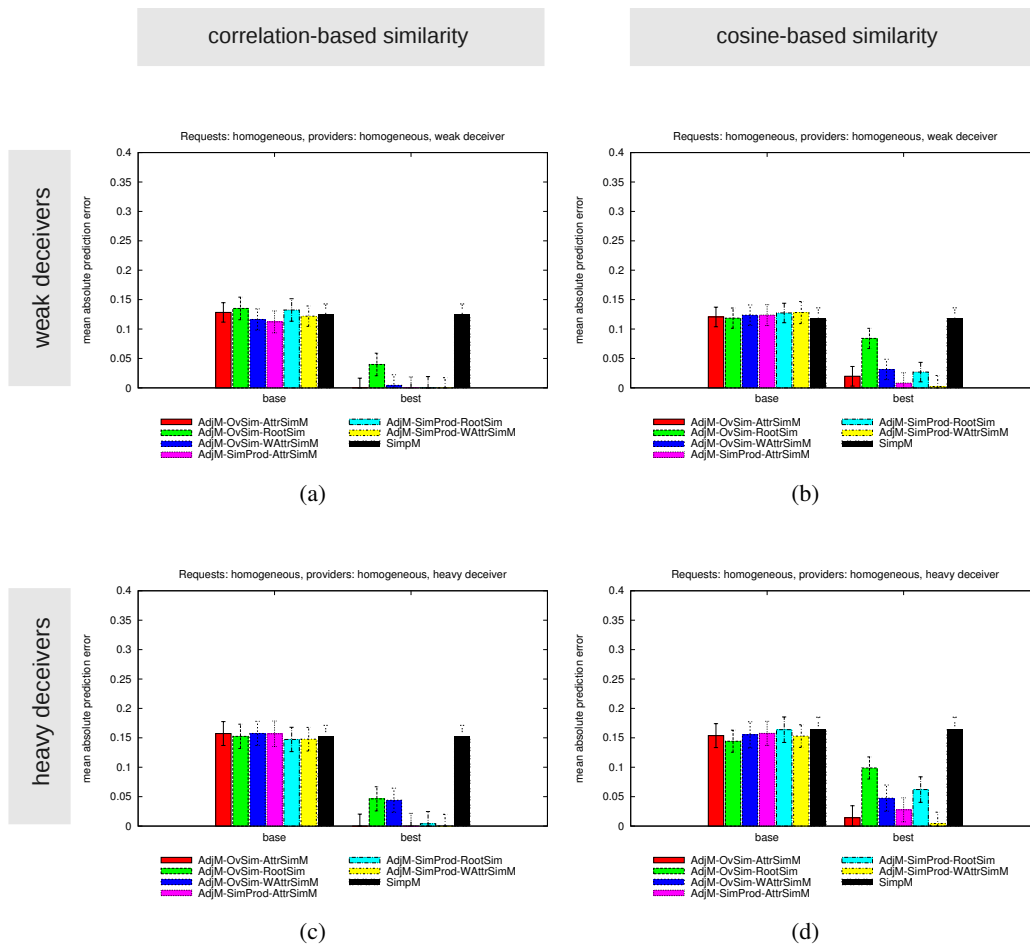 correlation-based similarity
cosine-based similarity
weak deceivers
Requests: homogeneous, providers: homogeneous, weak deceiver
mean absolute prediction error
0.4
0.35
0.3
0.25
0.2
0.15
0.1
0.05
0
base
best
AdjM-OvSim-AttrSimM
AdjM-OvSim-RootSim
AdjM-OvSim-WAttrSimM
AdjM-SimProd-AttrSimM
AdjM-SimProd-RootSim
AdjM-SimProd-WAttrSimM
SimpM
(a)
Requests: homogeneous, providers: homogeneous, weak deceiver
mean absolute prediction error
0.4
0.35
0.3
0.25
0.2
0.15
0.1
0.05
0
base
best
AdjM-OvSim-AttrSimM
AdjM-OvSim-RootSim
AdjM-OvSim-WAttrSimM
AdjM-SimProd-AttrSimM
AdjM-SimProd-RootSim
AdjM-SimProd-WAttrSimM
SimpM
(b)
heavy deceivers
Requests: homogeneous, providers: homogeneous, heavy deceiver
mean absolute prediction error
0.4
0.35
0.3
0.25
0.2
0.15
0.1
0.05
0
base
best
AdjM-OvSim-AttrSimM
AdjM-OvSim-RootSim
AdjM-OvSim-WAttrSimM
AdjM-SimProd-AttrSimM
AdjM-SimProd-RootSim
AdjM-SimProd-WAttrSimM
SimpM
(c)
Requests: homogeneous, providers: homogeneous, heavy deceiver
mean absolute prediction error
0.4
0.35
0.3
0.25
0.2
0.15
0.1
0.05
0
base
best
AdjM-OvSim-AttrSimM
AdjM-OvSim-RootSim
AdjM-OvSim-WAttrSimM
AdjM-SimProd-AttrSimM
AdjM-SimProd-RootSim
AdjM-SimProd-WAttrSimM
SimpM
(d)